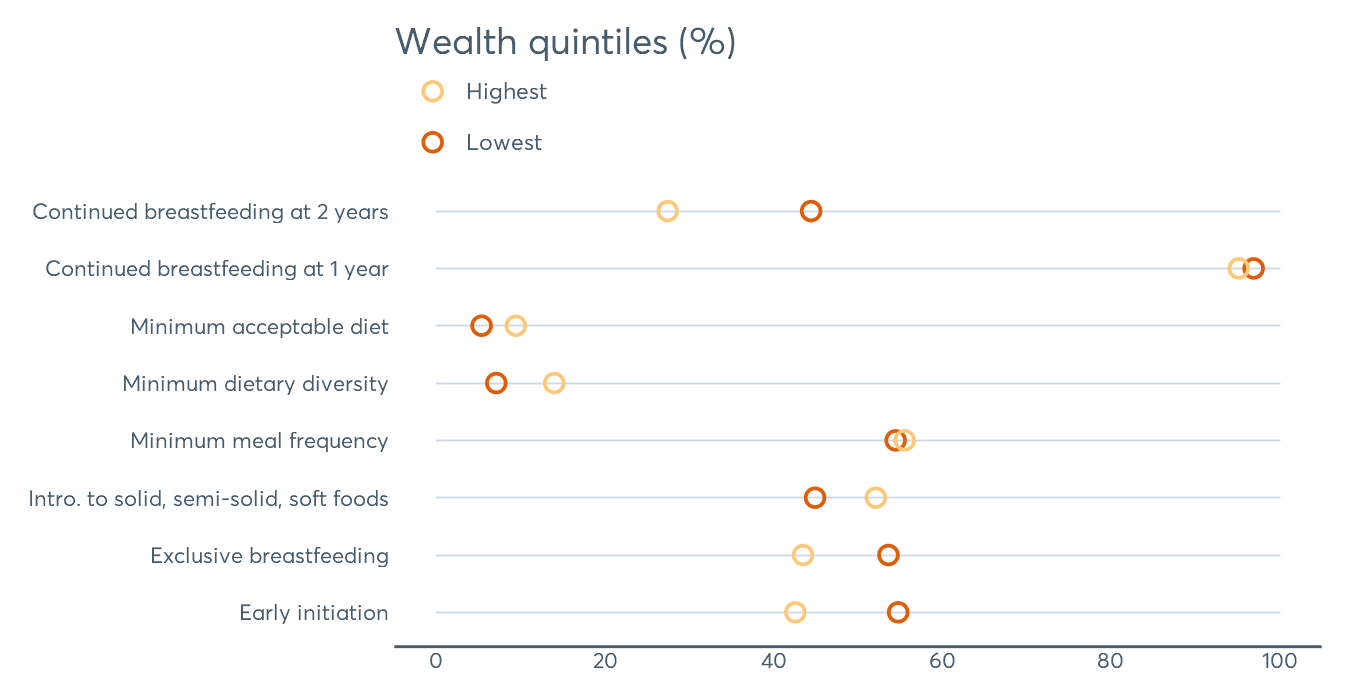 Wealth quintiles (%)
Highest
Lowest
Continued breastfeeding at 2 years
Continued breastfeeding at 1 year
Minimum acceptable diet
Minimum dietary diversity
Minimum meal frequency
Intro. to solid, semi-solid, soft foods
Exclusive breastfeeding
Early initiation
0 20 40 60 80 100